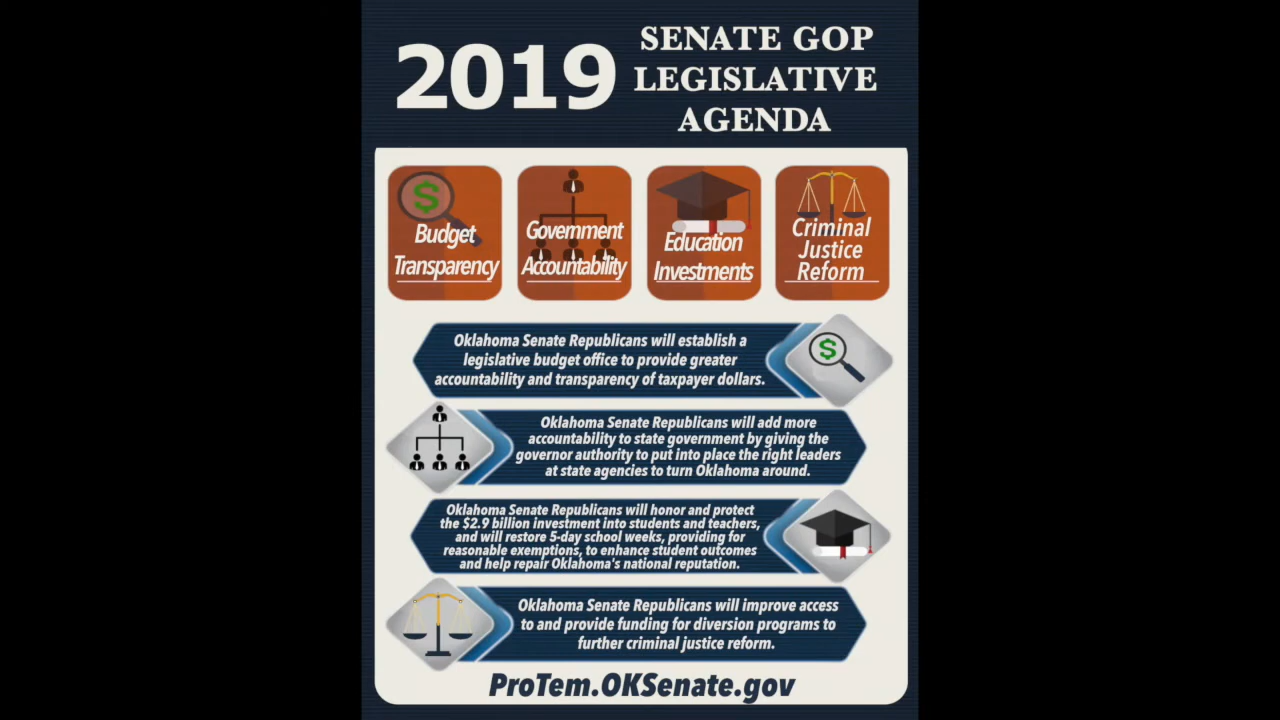 2019
SENATE GOP
LEGISLATIVE
AGENDA
Budget
Transparency
Government
Accountability
Education
Investments
Criminal
Justice
Reform
Oklahoma Senate Republicans will establish a
legislative budget office to provide greater
accountability and transparency of taxpayer dollars.
Oklahoma Senate Republicans will add more
accountability to state government by giving the
governor authority to put into place the right leaders
at state agencies to turn Oklahoma around.
Oklahoma Senate Republicans will honor and protect
the $2.9 billion investment into students and teachers,
and will restore 5-day school weeks, providing for
reasonable exemptions, to enhance student outcomes
and help repair Oklahoma's national reputation.
Oklahoma Senate Republicans will improve access
to and provide funding for diversion programs to
further criminal justice reform.
ProTem.OKSenate.gov